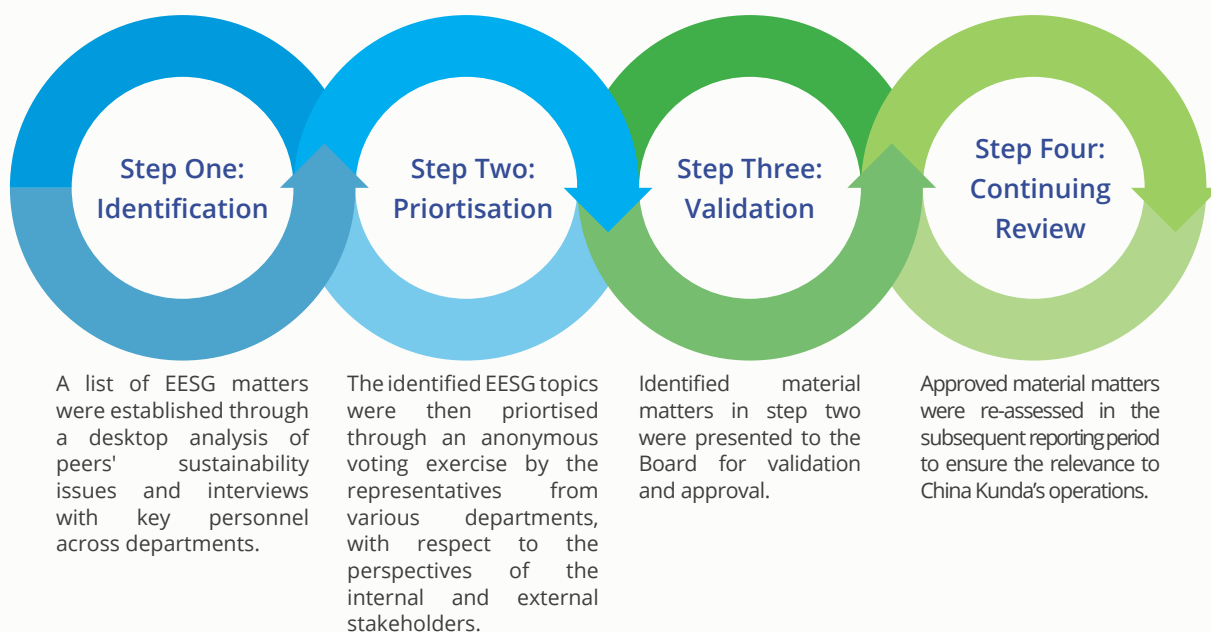 Step One:
Identification
Step Two:
Priortisation
Step Three:
Validation
Step Four:
Continuing
Review
A list of EESG matters
were established through
a desktop analysis of
peers' sustainability
issues and interviews
with key personnel
across departments.
The identified EESG topics
were then priortised
through an anonymous
voting exercise by the
representatives from
various departments,
with respect to the
perspectives of the
internal and external
stakeholders.
Identified material
matters in step two
were presented to the
Board for validation
and approval.
Approved material matters
were re-assessed in the
subsequent reporting period
to ensure the relevance to
China Kunda’s operations.